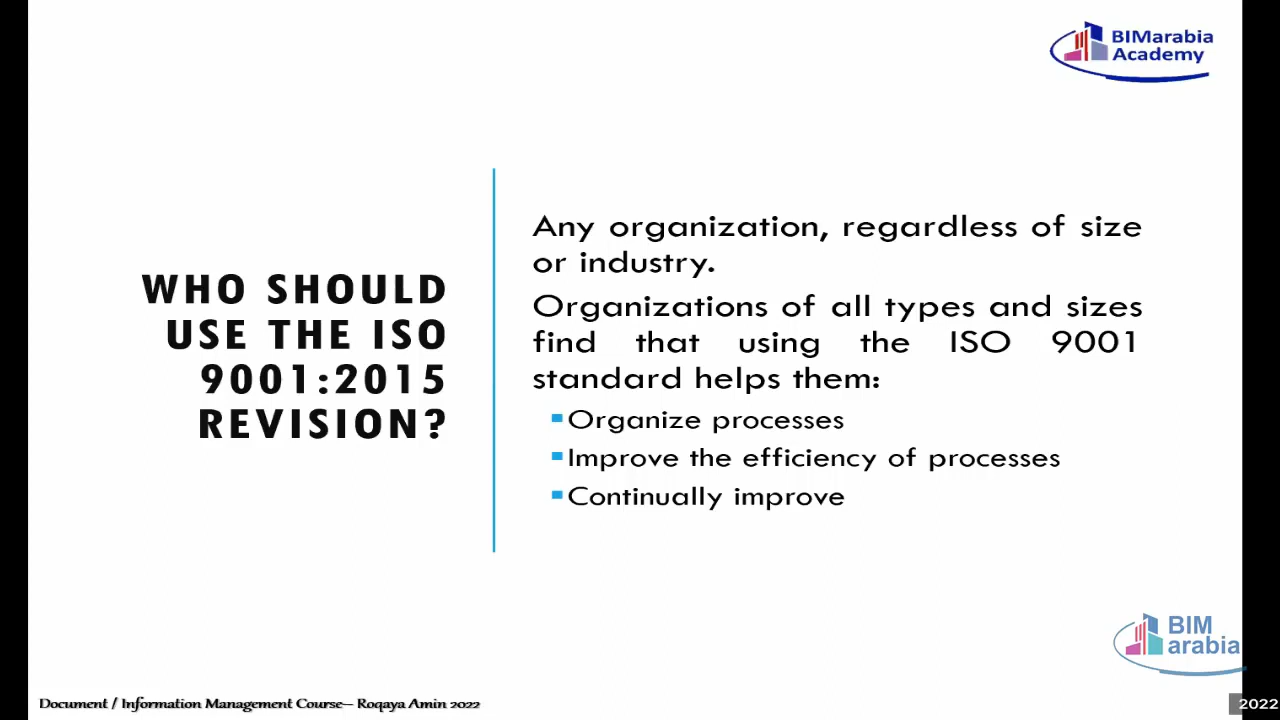 BIMarabia
Academy
WHO SHOULD
USE THE ISO
9001:2015
REVISION?
Any organization, regardless of size
or industry.
Organizations of all types and sizes
find that using the ISO 9001
standard helps them:
Organize processes
Improve the efficiency of processes
Continually improve
BIM
arabia
Document / Information Management Course– Roqaya Amin 2022
2022